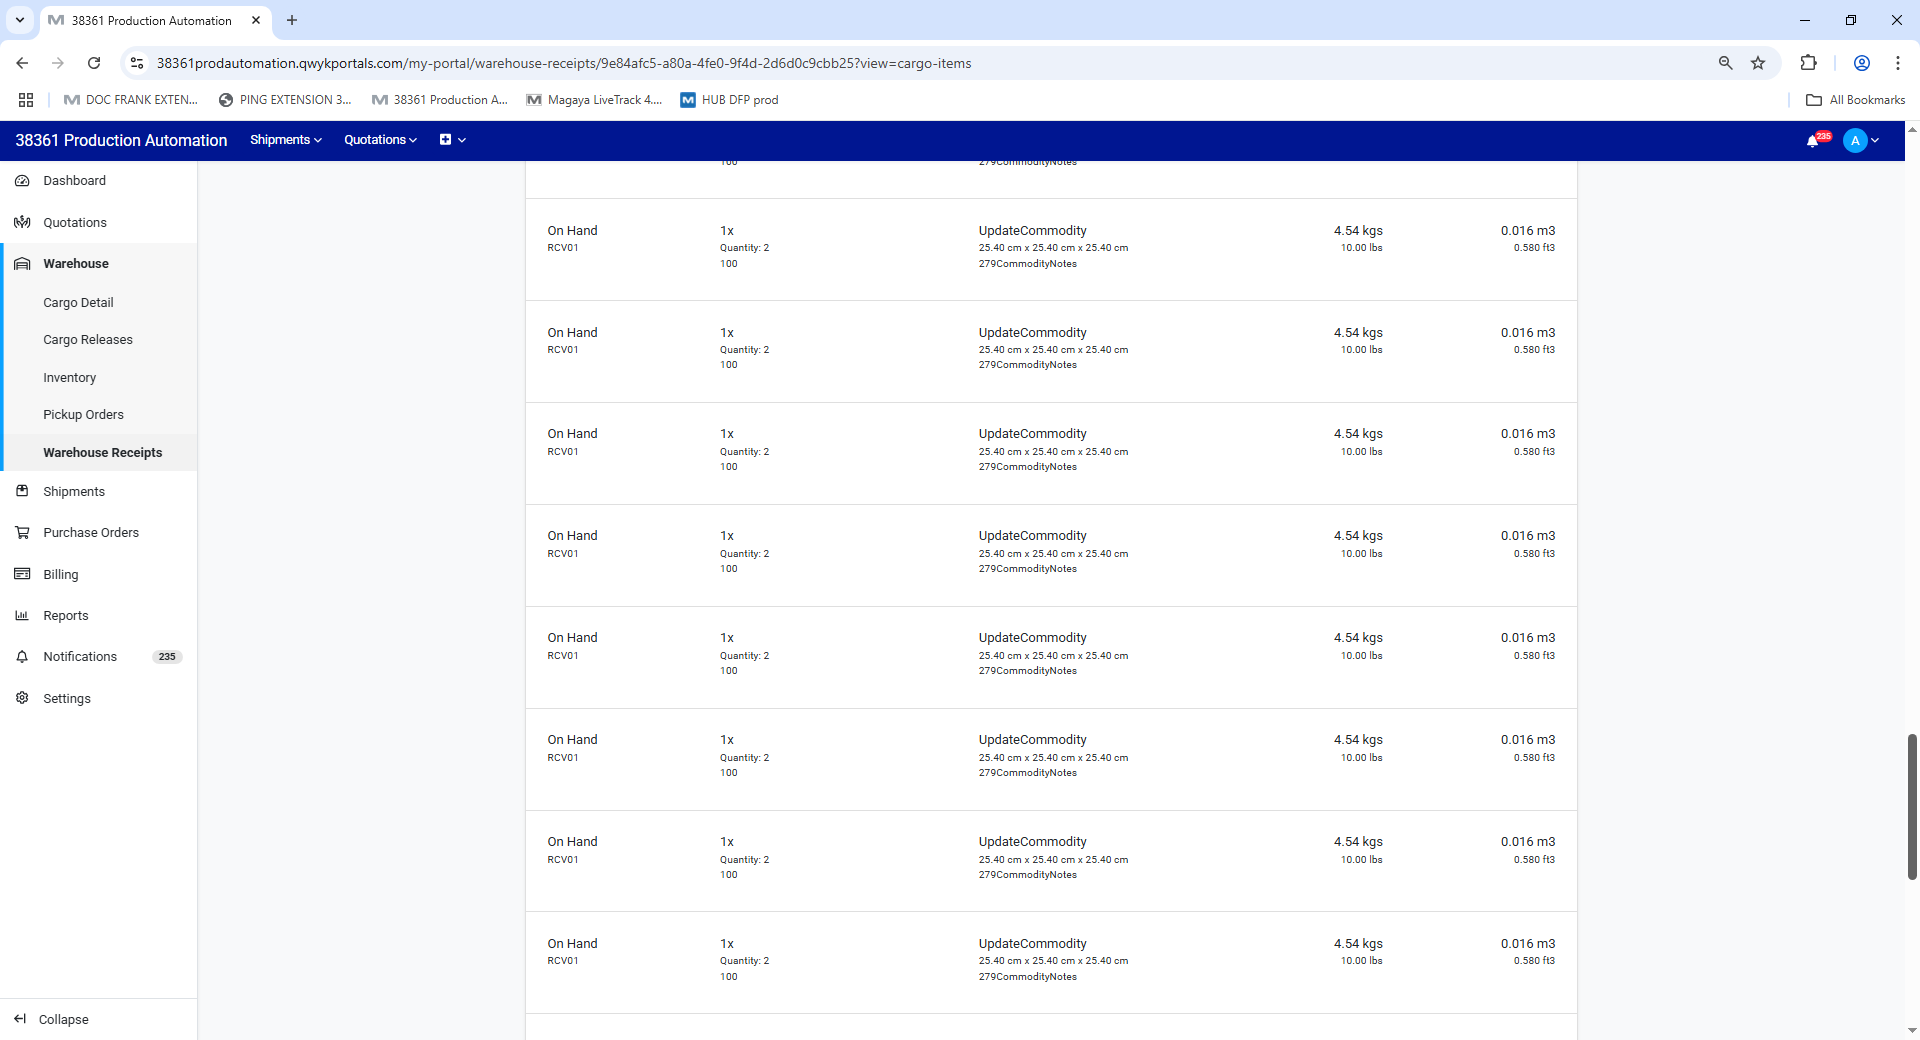 38361 Production Automation
38361prodautomation.qwykportals.com/my-portal/warehouse-receipts/9e84afc5-a80a-4fe0-9f4d-2d6d0c9cbb25?view=cargo-items
DOC FRANK EXTEN... PING EXTENSION 3... 38361 Production A... Magaya LiveTrack 4.... HUB DFP prod All Bookmarks
38361 Production Automation Shipments Quotations 235 A
Dashboard
Quotations
Warehouse
Cargo Detail
Cargo Releases
Inventory
Pickup Orders
Warehouse Receipts
Shipments
Purchase Orders
Billing
Reports
Notifications 235
Settings
Collapse
100 279CommodityNotes
On Hand 1x UpdateCommodity 4.54 kgs 0.016 m3
RCV01 Quantity: 2 25.40 cm x 25.40 cm x 25.40 cm 10.00 lbs 0.580 ft3
100 279CommodityNotes
On Hand 1x UpdateCommodity 4.54 kgs 0.016 m3
RCV01 Quantity: 2 25.40 cm x 25.40 cm x 25.40 cm 10.00 lbs 0.580 ft3
100 279CommodityNotes
On Hand 1x UpdateCommodity 4.54 kgs 0.016 m3
RCV01 Quantity: 2 25.40 cm x 25.40 cm x 25.40 cm 10.00 lbs 0.580 ft3
100 279CommodityNotes
On Hand 1x UpdateCommodity 4.54 kgs 0.016 m3
RCV01 Quantity: 2 25.40 cm x 25.40 cm x 25.40 cm 10.00 lbs 0.580 ft3
100 279CommodityNotes
On Hand 1x UpdateCommodity 4.54 kgs 0.016 m3
RCV01 Quantity: 2 25.40 cm x 25.40 cm x 25.40 cm 10.00 lbs 0.580 ft3
100 279CommodityNotes
On Hand 1x UpdateCommodity 4.54 kgs 0.016 m3
RCV01 Quantity: 2 25.40 cm x 25.40 cm x 25.40 cm 10.00 lbs 0.580 ft3
100 279CommodityNotes
On Hand 1x UpdateCommodity 4.54 kgs 0.016 m3
RCV01 Quantity: 2 25.40 cm x 25.40 cm x 25.40 cm 10.00 lbs 0.580 ft3
100 279CommodityNotes
On Hand 1x UpdateCommodity 4.54 kgs 0.016 m3
RCV01 Quantity: 2 25.40 cm x 25.40 cm x 25.40 cm 10.00 lbs 0.580 ft3
100 279CommodityNotes